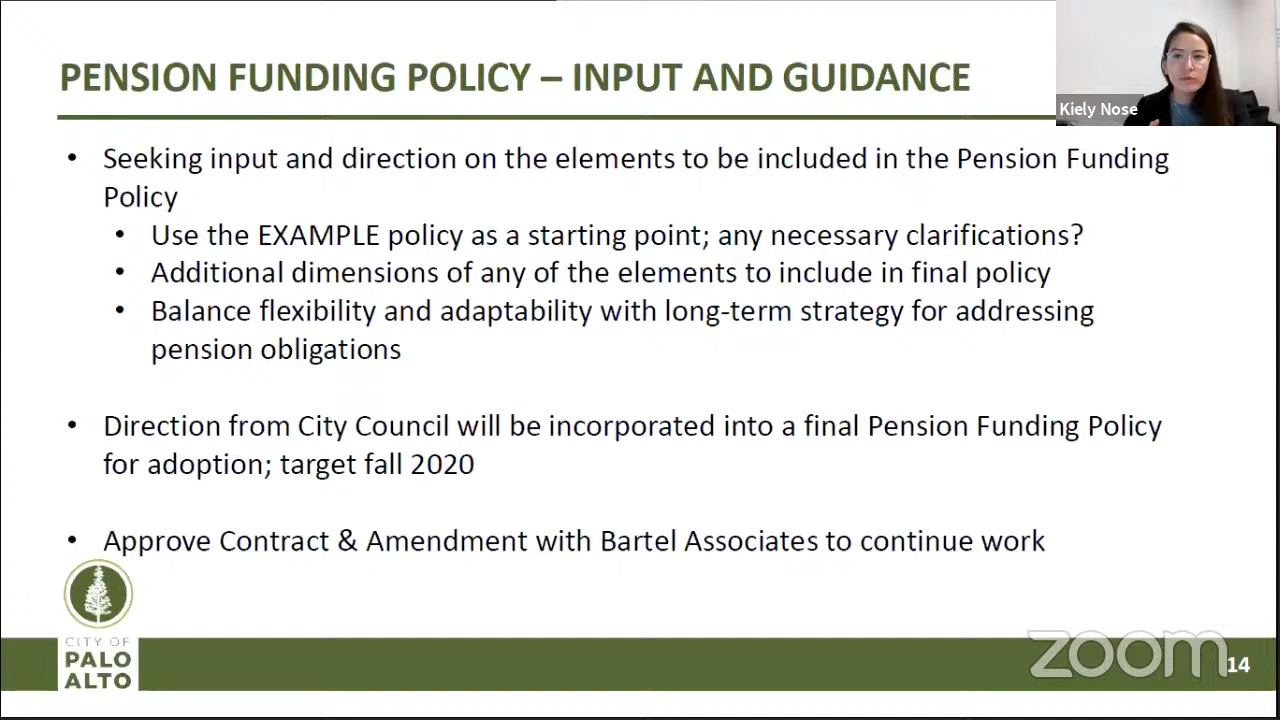 PENSION FUNDING POLICY – INPUT AND GUIDANCE
Kiely Nose
• Seeking input and direction on the elements to be included in the Pension Funding
Policy
• Use the EXAMPLE policy as a starting point; any necessary clarifications?
• Additional dimensions of any of the elements to include in final policy
• Balance flexibility and adaptability with long-term strategy for addressing
pension obligations
• Direction from City Council will be incorporated into a final Pension Funding Policy
for adoption; target fall 2020
• Approve Contract & Amendment with Bartel Associates to continue work
CITY OF
PALO
ALTO
zoom
14